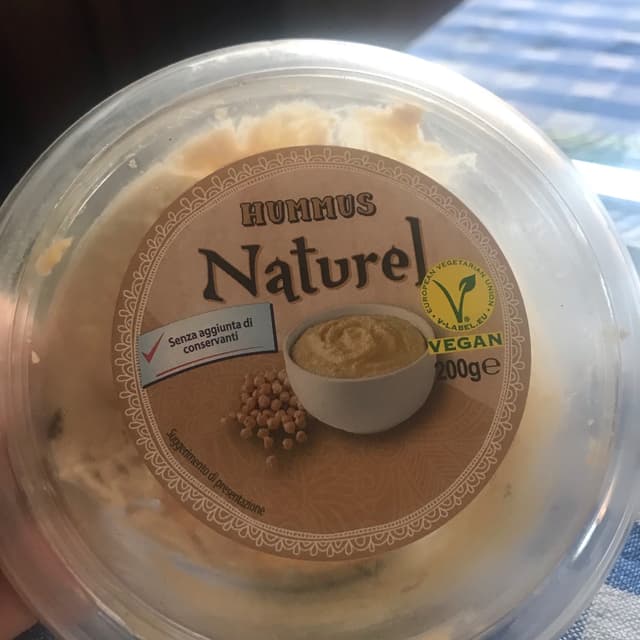 HUMMUS
Naturel
EUROPEAN VEGETARIAN UNION
V-LABEL.EU
VEGAN
Senza aggiunta di
conservanti
200g℮
Suggerimento di presentazione